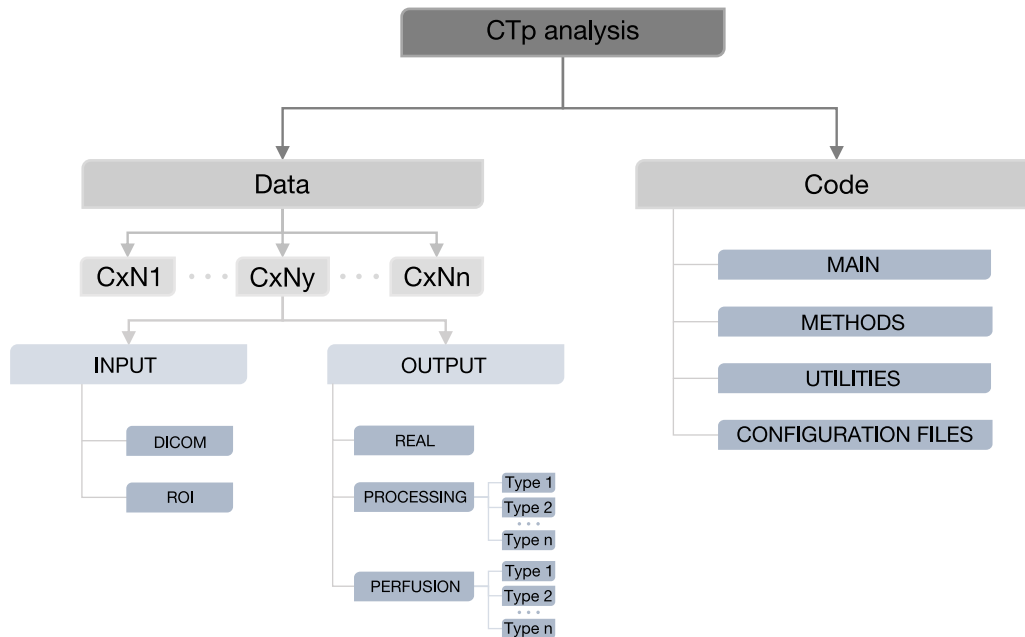 CTp analysis
Data
Code
CxN1 · · · CxNy · · · CxNn
INPUT
OUTPUT
DICOM
ROI
REAL
PROCESSING
Type 1
Type 2
· · ·
Type n
PERFUSION
Type 1
Type 2
· · ·
Type n
MAIN
METHODS
UTILITIES
CONFIGURATION FILES